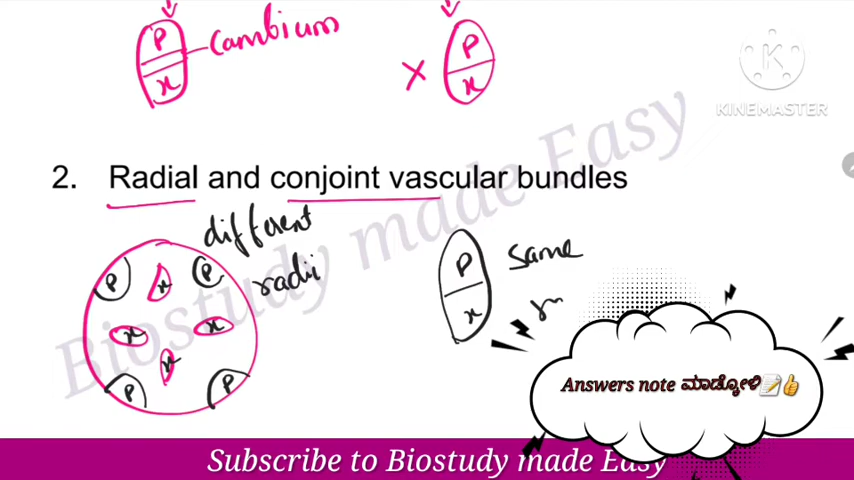 P
x
cambium
X
P
x
KINEMASTER
2. Radial and conjoint vascular bundles
Biostudy made Easy
different
radii
P
P
x
x
x
x
P
P
P
x
same
Answers note ಮಾಡ್ಕೋಳಿ📝👍
Subscribe to Biostudy made Easy